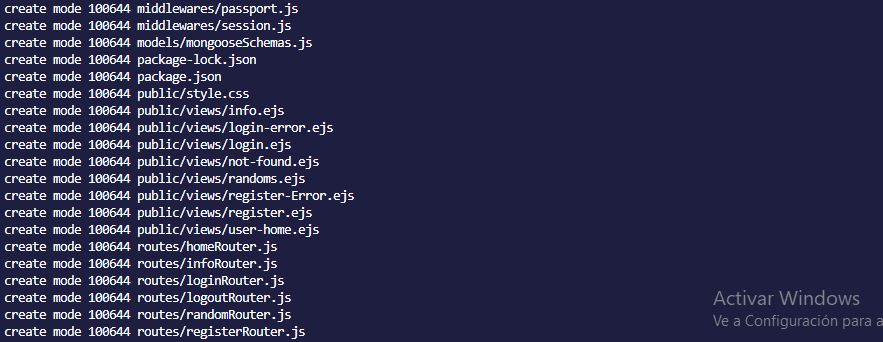 create mode 100644 middlewares/passport.js
create mode 100644 middlewares/session.js
create mode 100644 models/mongooseSchemas.js
create mode 100644 package-lock.json
create mode 100644 package.json
create mode 100644 public/style.css
create mode 100644 public/views/info.ejs
create mode 100644 public/views/login-error.ejs
create mode 100644 public/views/login.ejs
create mode 100644 public/views/not-found.ejs
create mode 100644 public/views/randoms.ejs
create mode 100644 public/views/register-Error.ejs
create mode 100644 public/views/register.ejs
create mode 100644 public/views/user-home.ejs
create mode 100644 routes/homeRouter.js
create mode 100644 routes/infoRouter.js
create mode 100644 routes/loginRouter.js
create mode 100644 routes/logoutRouter.js
create mode 100644 routes/randomRouter.js
create mode 100644 routes/registerRouter.js
Activar Windows
Ve a Configuración para a